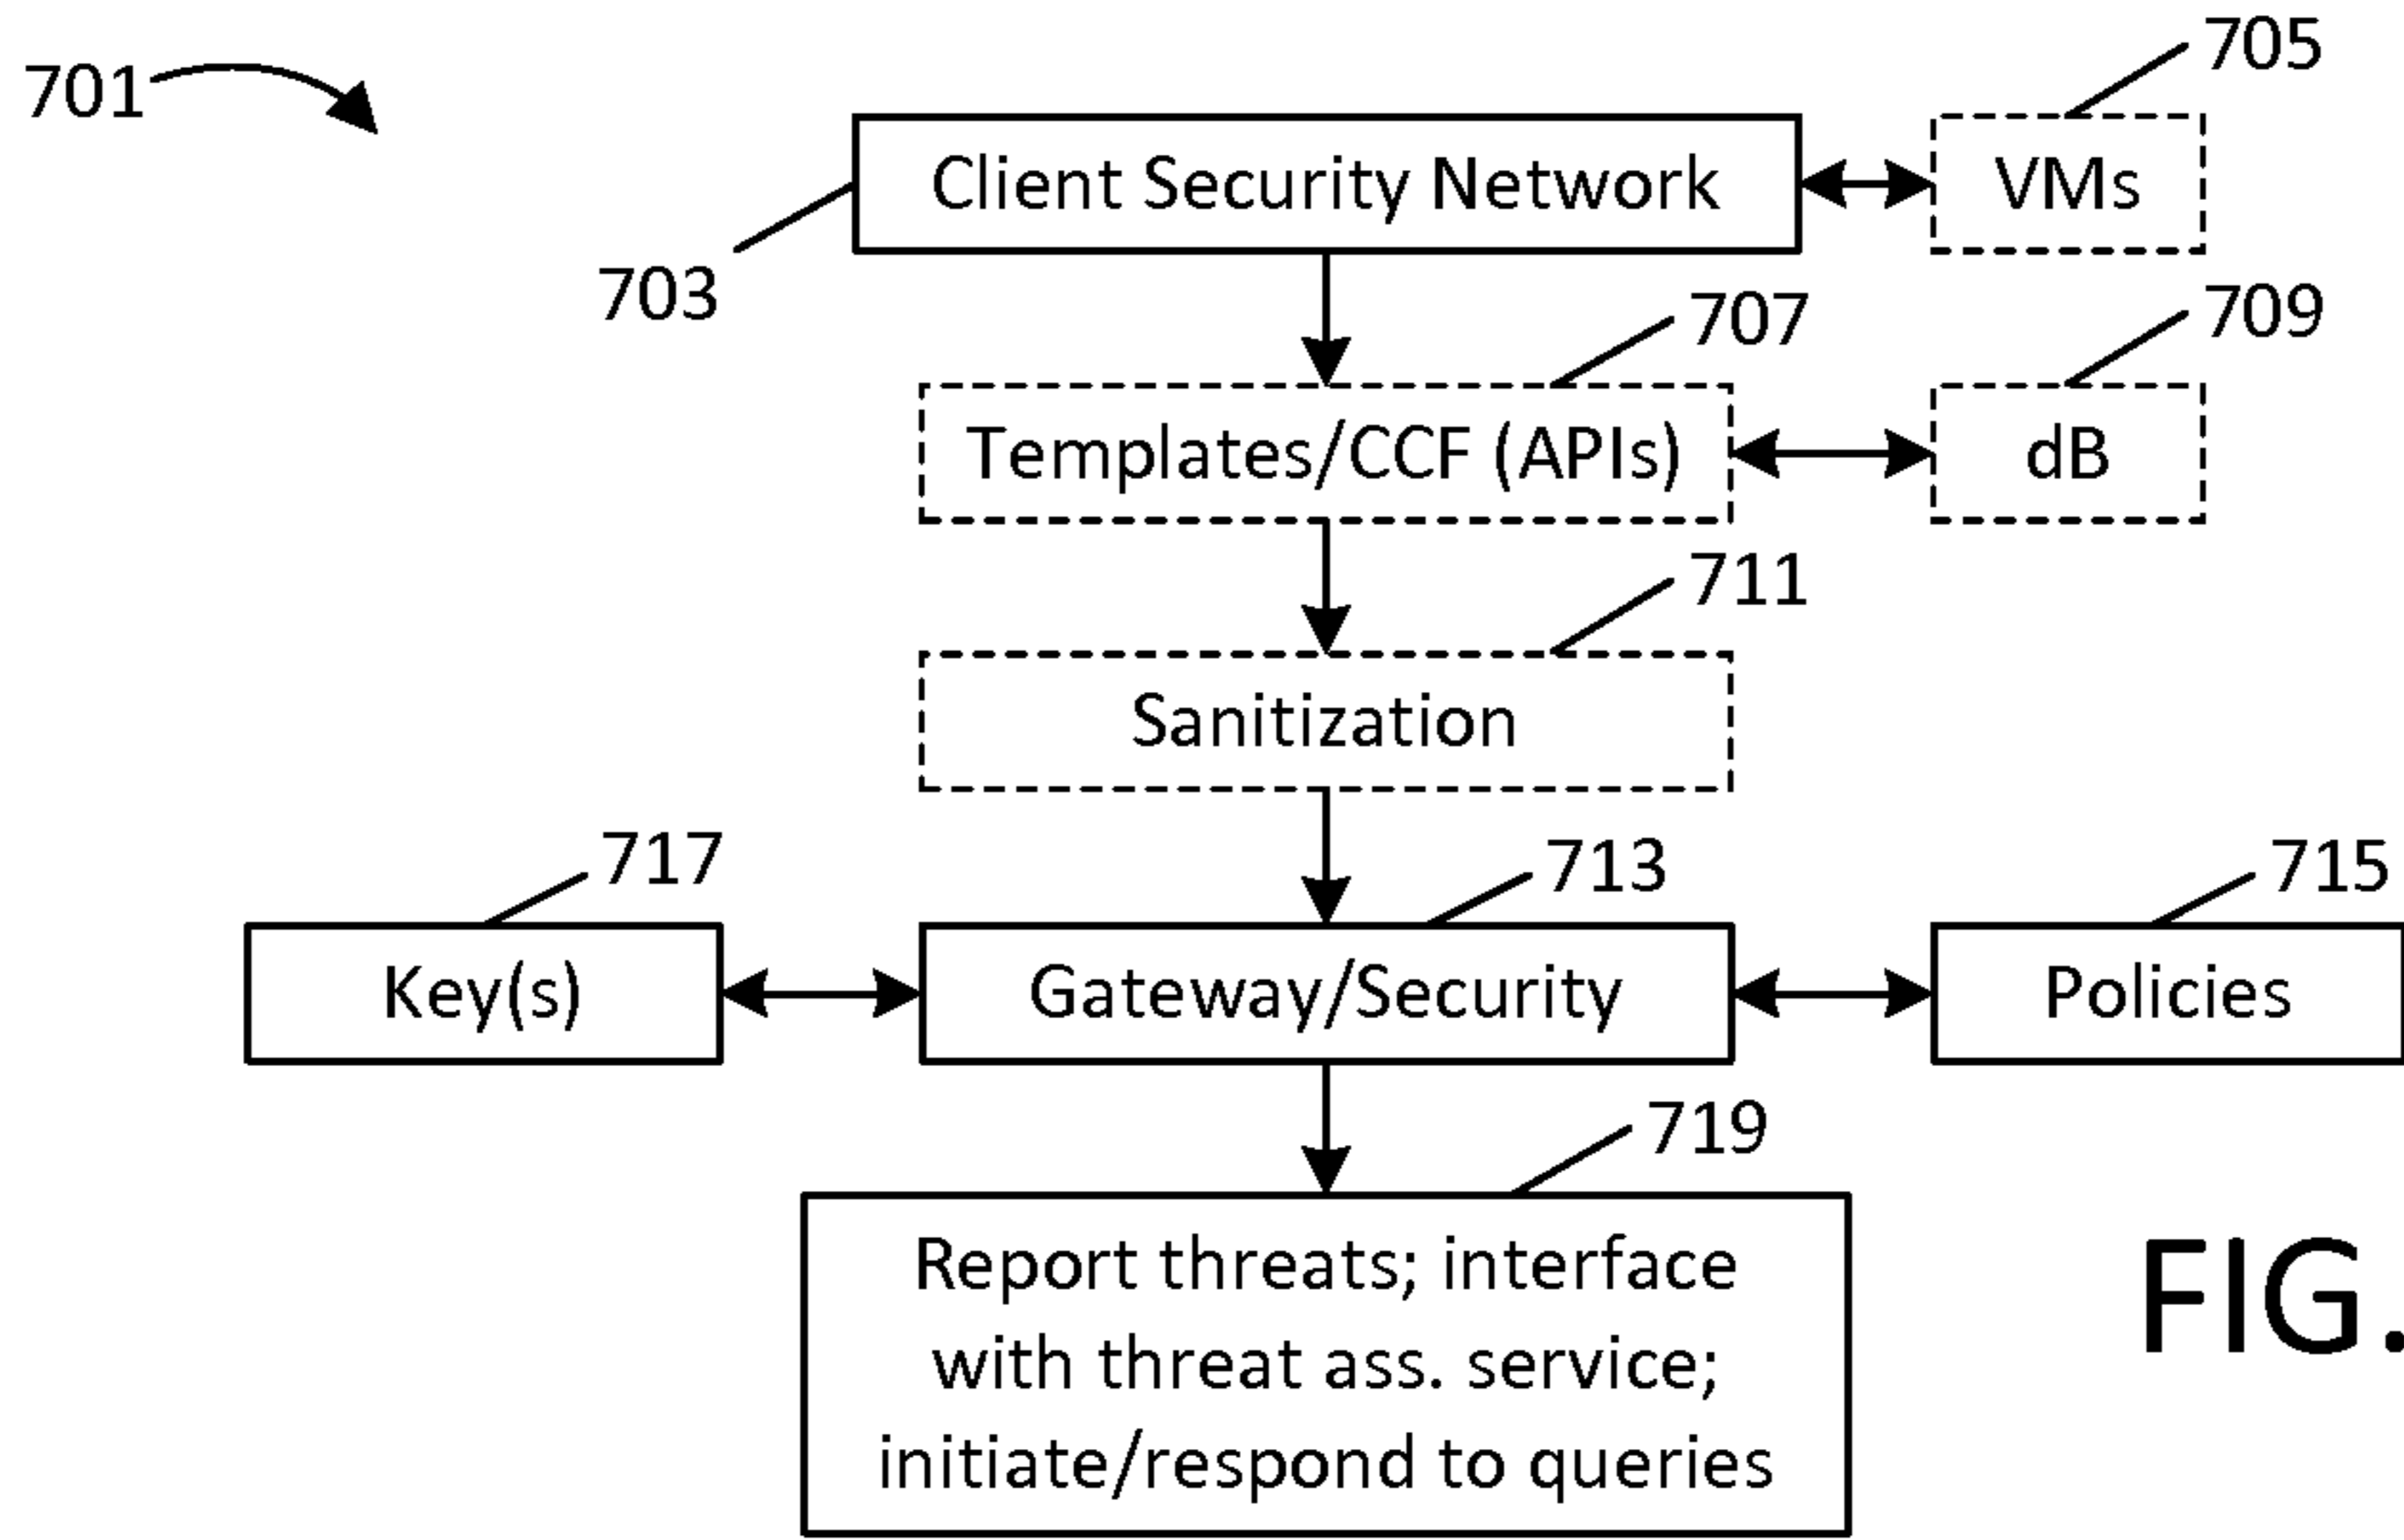 701
705
Client Security Network
VMs
703
707
709
Templates/CCF (APIs)
dB
711
Sanitization
717
713
715
Key(s)
Gateway/Security
Policies
719
Report threats; interface
with threat ass. service;
initiate/respond to queries
FIG.